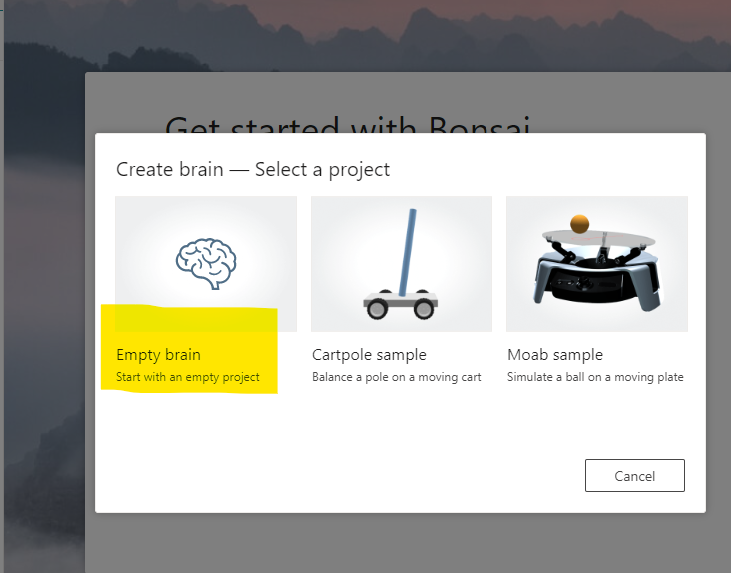 Get started with Bonsai
Create brain — Select a project
Empty brain
Start with an empty project
Cartpole sample
Balance a pole on a moving cart
Moab sample
Simulate a ball on a moving plate
Cancel